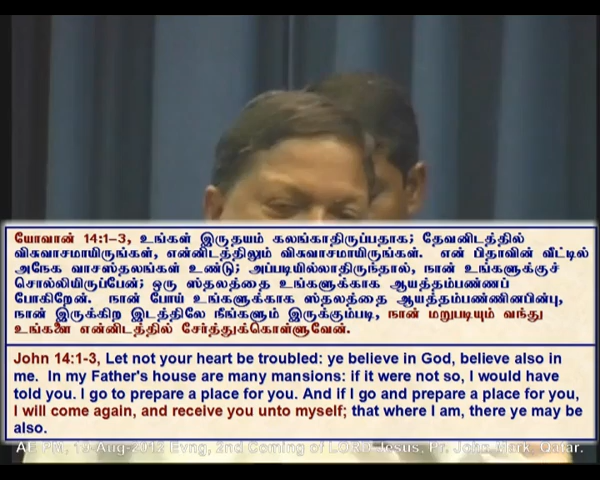 யோவான் 14:1-3, உங்கள் இருதயம் கலங்காதிருப்பதாக; தேவனிடத்தில்
விசுவாசமாயிருங்கள், என்னிடத்திலும் விசுவாசமாயிருங்கள். என் பிதாவின் வீட்டில்
அநேக வாசஸ்தலங்கள் உண்டு; அப்படியில்லாதிருந்தால், நான் உங்களுக்குச்
சொல்லியிருப்பேன்; ஒரு ஸ்தலத்தை உங்களுக்காக ஆயத்தம்பண்ணப்
போகிறேன். நான் போய் உங்களுக்காக ஸ்தலத்தை ஆயத்தம்பண்ணினபின்பு,
நான் இருக்கிற இடத்திலே நீங்களும் இருக்கும்படி, நான் மறுபடியும் வந்து
உங்களை என்னிடத்தில் சேர்த்துக்கொள்ளுவேன்.
John 14:1-3, Let not your heart be troubled: ye believe in God, believe also in
me. In my Father's house are many mansions: if it were not so, I would have
told you. I go to prepare a place for you. And if I go and prepare a place for you,
I will come again, and receive you unto myself; that where I am, there ye may be
also.
PM, 19-Aug-2012 Evng, 2nd Coming of LORD Jesus, Pr. John Mark, Qatar.